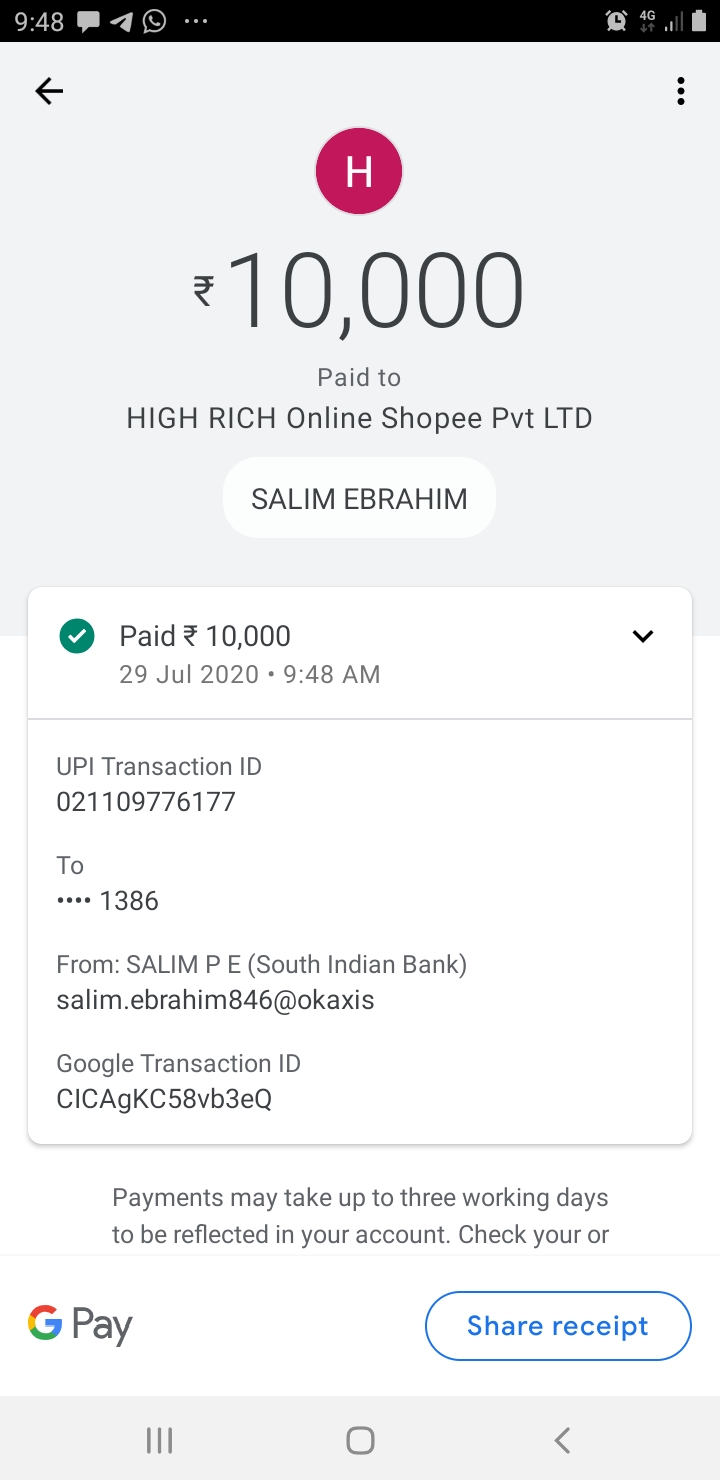 9:48
4G
H
₹10,000
Paid to
HIGH RICH Online Shopee Pvt LTD
SALIM EBRAHIM
Paid ₹ 10,000
29 Jul 2020 • 9:48 AM
UPI Transaction ID
021109776177
To
•••• 1386
From: SALIM P E (South Indian Bank)
salim.ebrahim846@okaxis
Google Transaction ID
CICAgKC58vb3eQ
Payments may take up to three working days
to be reflected in your account. Check your or
G Pay
Share receipt